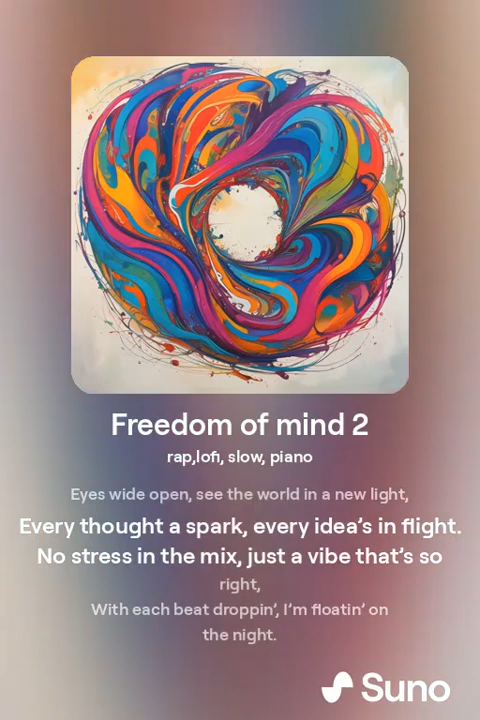 Freedom of mind 2
rap,lofi, slow, piano
Eyes wide open, see the world in a new light,
Every thought a spark, every idea’s in flight.
No stress in the mix, just a vibe that’s so
right,
With each beat droppin’, I’m floatin’ on
the night.
Suno